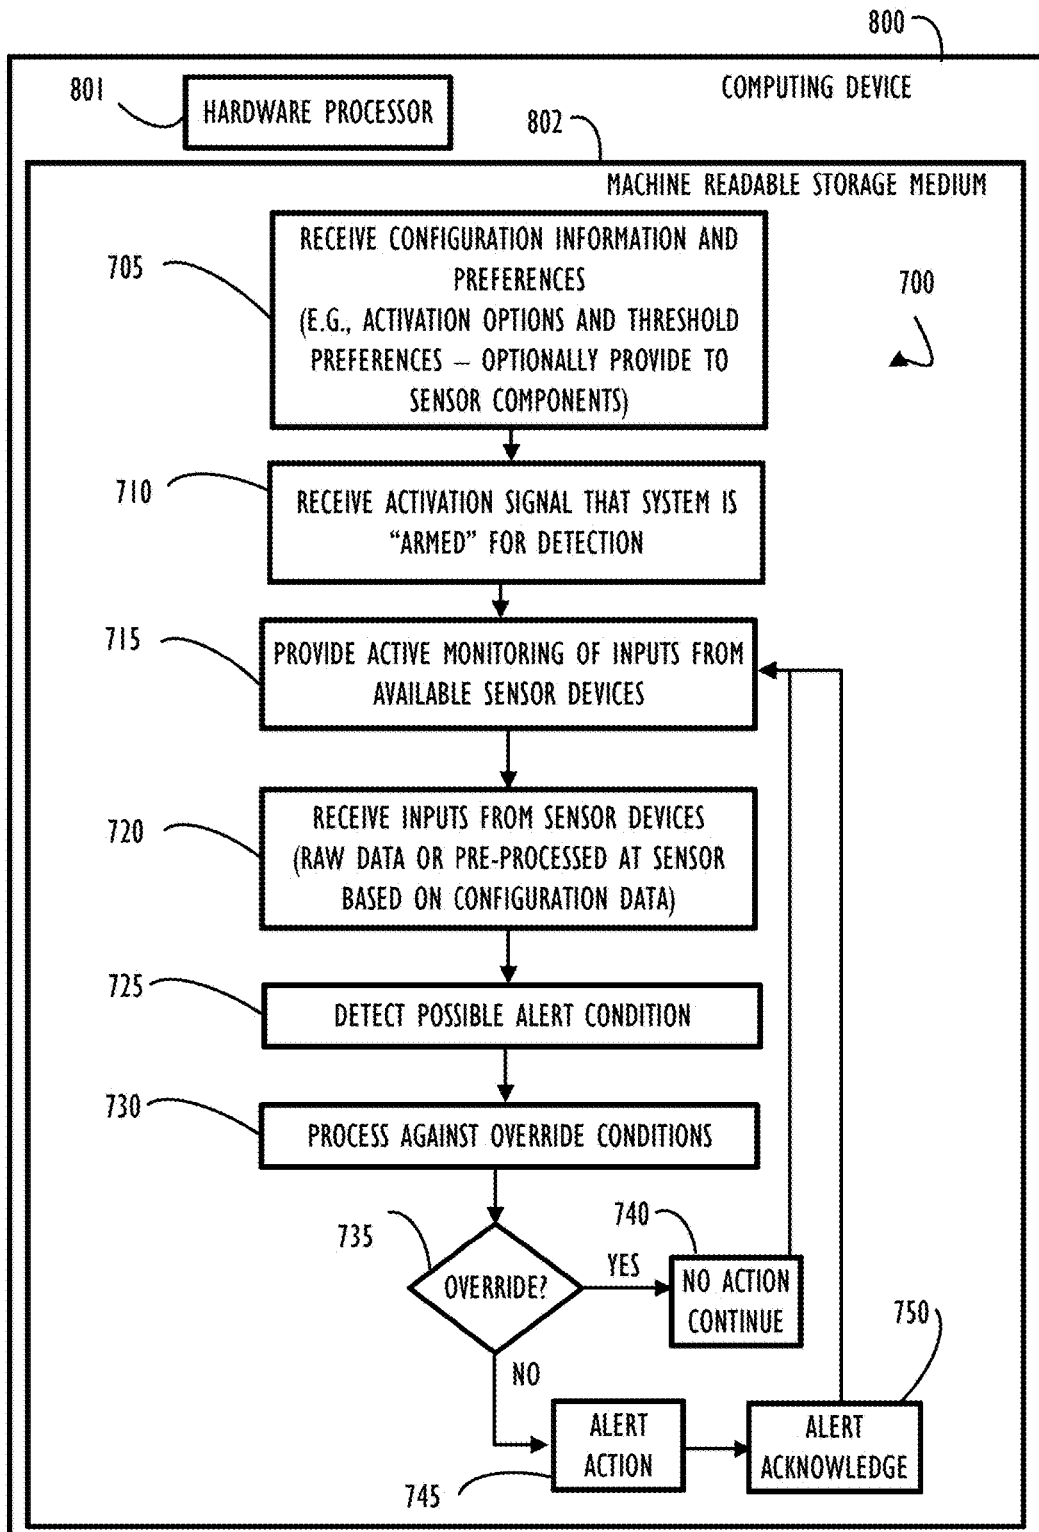 800
801
COMPUTING DEVICE
HARDWARE PROCESSOR
802
MACHINE READABLE STORAGE MEDIUM
705
RECEIVE CONFIGURATION INFORMATION AND
PREFERENCES
(E.G., ACTIVATION OPTIONS AND THRESHOLD
PREFERENCES – OPTIONALLY PROVIDE TO
SENSOR COMPONENTS)
700
710
RECEIVE ACTIVATION SIGNAL THAT SYSTEM IS
“ARMED” FOR DETECTION
715
PROVIDE ACTIVE MONITORING OF INPUTS FROM
AVAILABLE SENSOR DEVICES
720
RECEIVE INPUTS FROM SENSOR DEVICES
(RAW DATA OR PRE-PROCESSED AT SENSOR
BASED ON CONFIGURATION DATA)
725
DETECT POSSIBLE ALERT CONDITION
730
PROCESS AGAINST OVERRIDE CONDITIONS
735
OVERRIDE?
YES
740
NO ACTION
CONTINUE
NO
745
ALERT
ACTION
750
ALERT
ACKNOWLEDGE